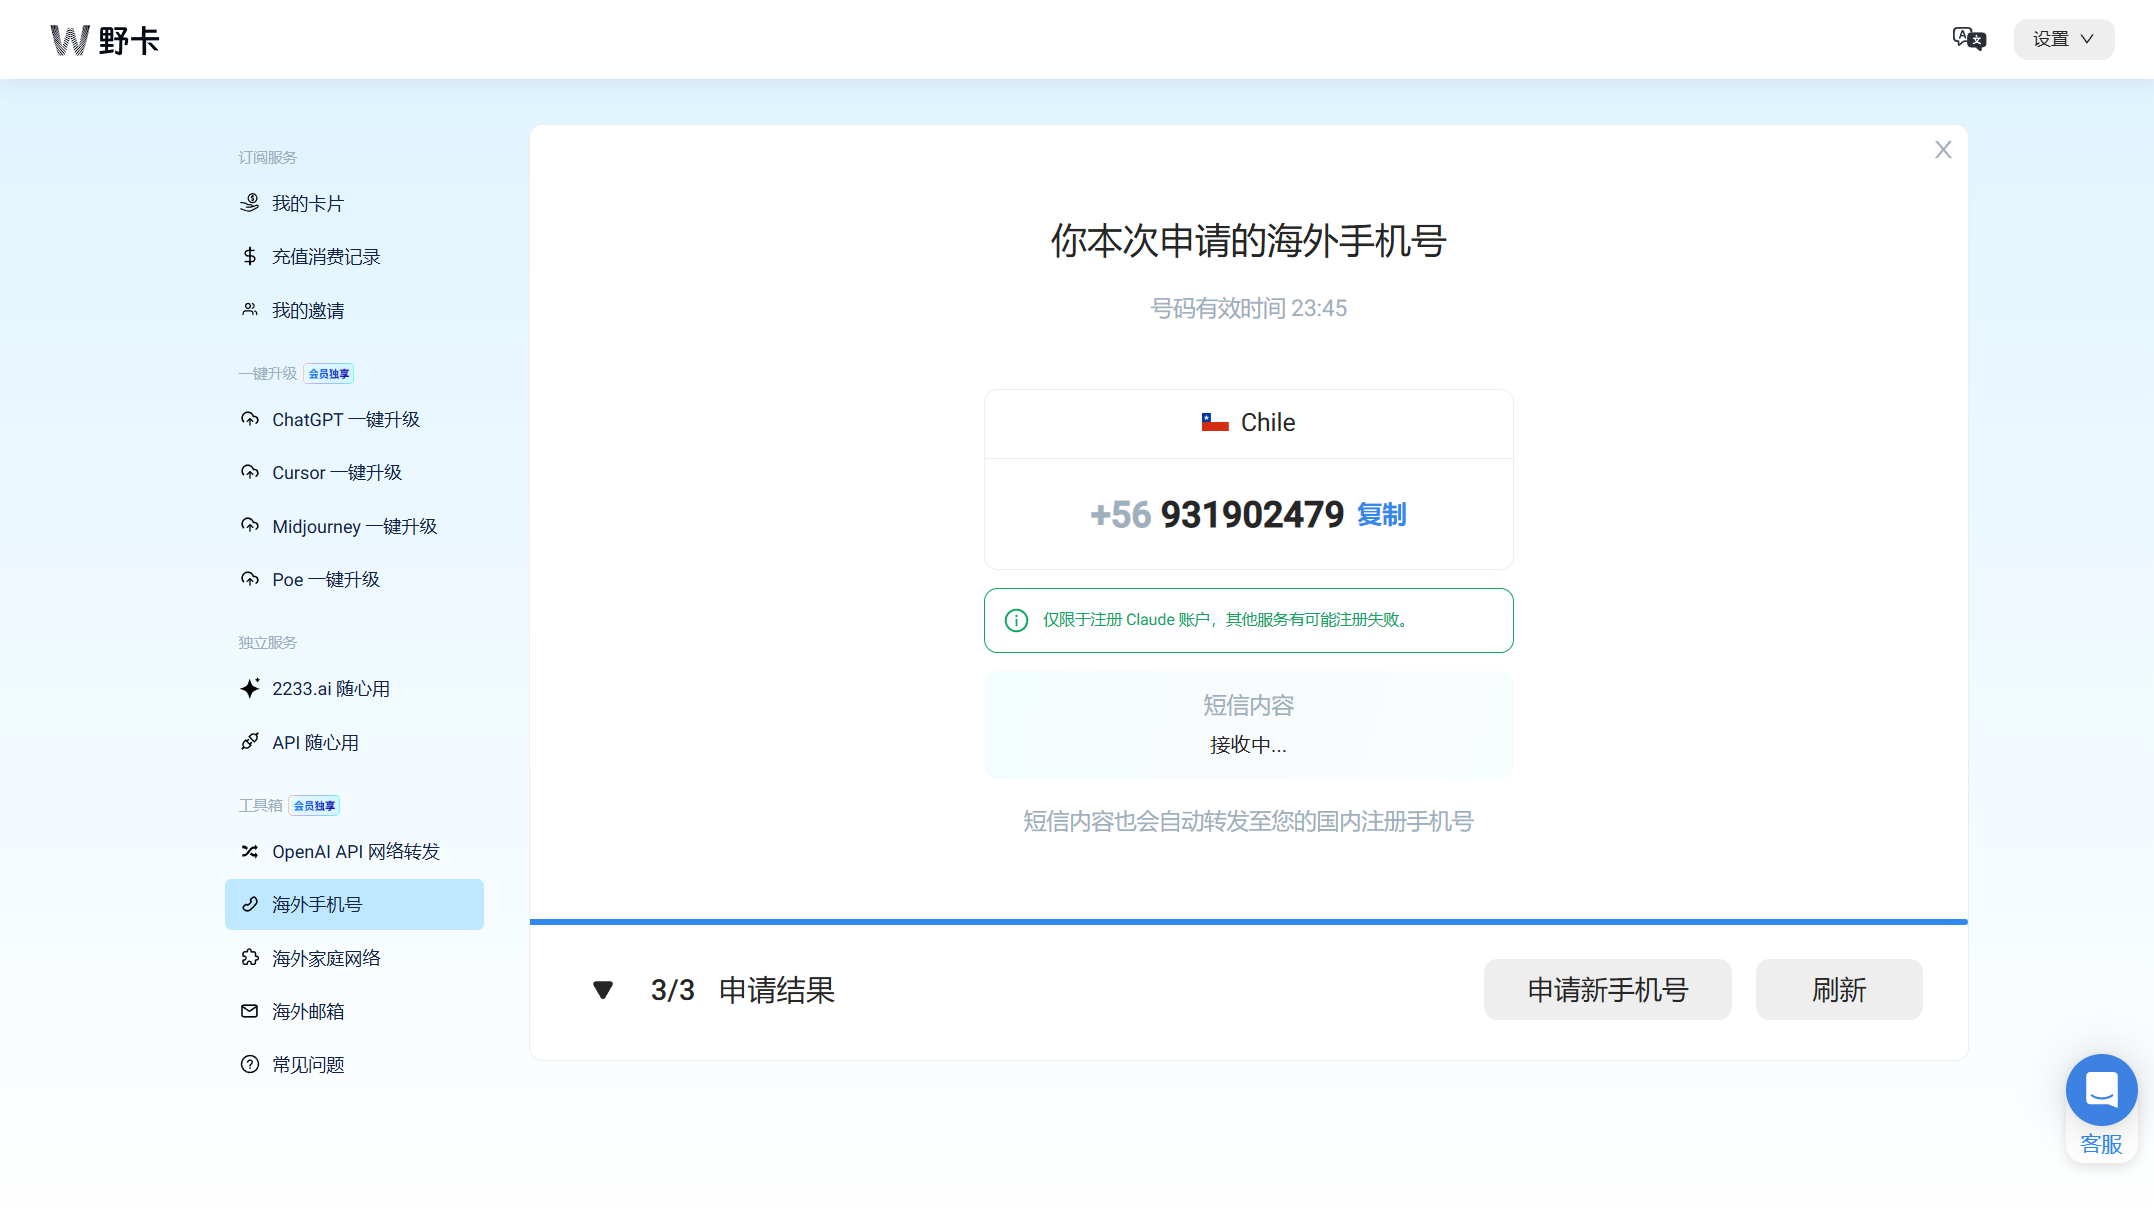 W 野卡
设置
订阅服务
我的卡片
充值消费记录
我的邀请
一键升级 会员独享
ChatGPT 一键升级
Cursor 一键升级
Midjourney 一键升级
Poe 一键升级
独立服务
2233.ai 随心用
API 随心用
工具箱 会员独享
OpenAI API 网络转发
海外手机号
海外家庭网络
海外邮箱
常见问题
你本次申请的海外手机号
号码有效时间 23:45
Chile
+56 931902479 复制
仅限于注册 Claude 账户，其他服务有可能注册失败。
短信内容
接收中...
短信内容也会自动转发至您的国内注册手机号
3/3 申请结果
申请新手机号
刷新
客服